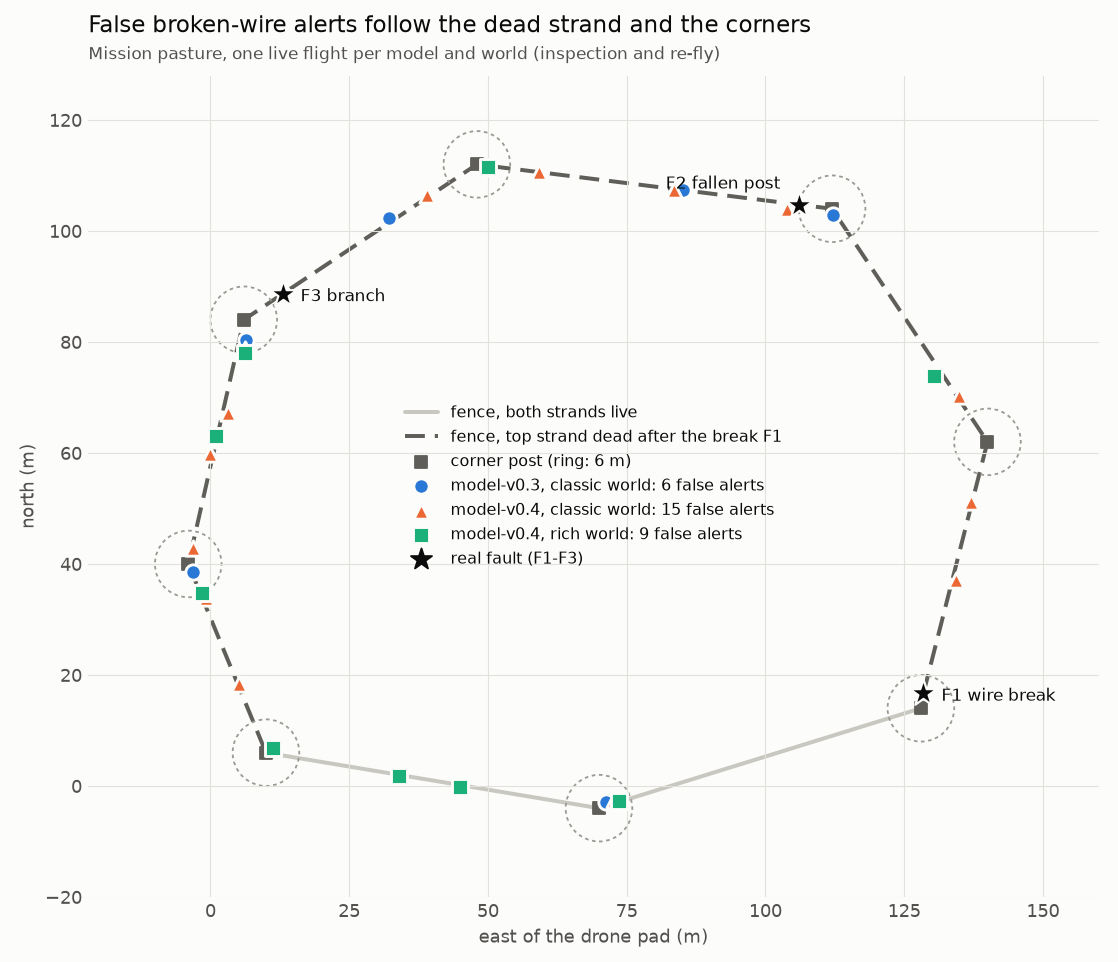 False broken-wire alerts follow the dead strand and the corners
Mission pasture, one live flight per model and world (inspection and re-fly)
120
100
80
60
40
20
0
−20
north (m)
F2 fallen post
F3 branch
fence, both strands live
fence, top strand dead after the break F1
corner post (ring: 6 m)
model-v0.3, classic world: 6 false alerts
model-v0.4, classic world: 15 false alerts
model-v0.4, rich world: 9 false alerts
real fault (F1-F3)
F1 wire break
0
25
50
75
100
125
150
east of the drone pad (m)